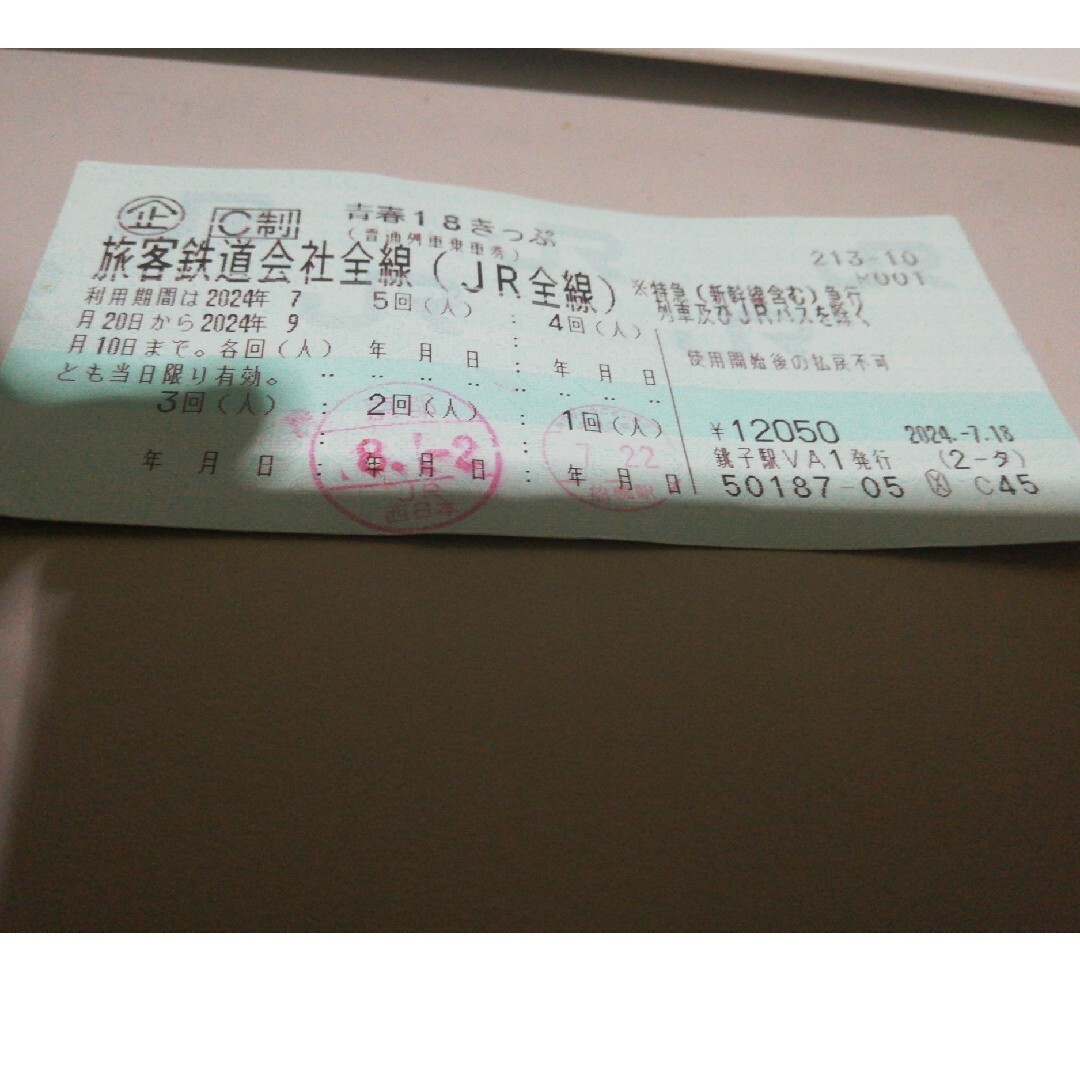 企 C制 青春18きっぷ
(普通列車乗車券)
213-10
旅客鉄道会社全線(JR全線) ※特急(新幹線含む)急行
列車及びJRバスを除く
利用期間は2024年 7
月20日から2024年 9
月10日まで。各回(人)
とも当日限り有効。
5回(人)
年 月 日
4回(人)
年 月 日
使用開始後の払戻不可
3回(人)
年 月 日
2回(人)
年 月 日
JR
西日本
1回(人)
7.22
年 月 日
¥12050 2024.-7.18
銚子駅VA1発行 (2-タ)
50187-05 C45